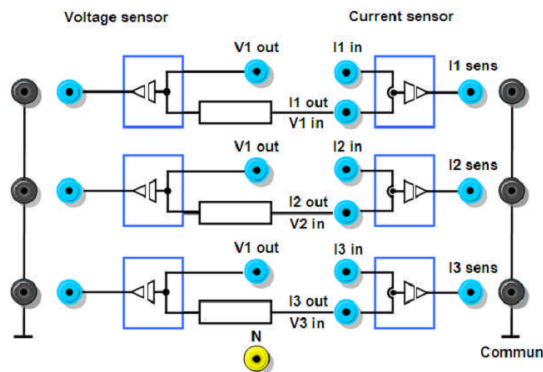 Voltage sensor
Current sensor
V1 out
I1 in
I1 sens
I1 out
V1 in
V1 out
I2 in
I2 sens
I2 out
V2 in
V1 out
I3 in
I3 sens
I3 out
V3 in
N
Commun